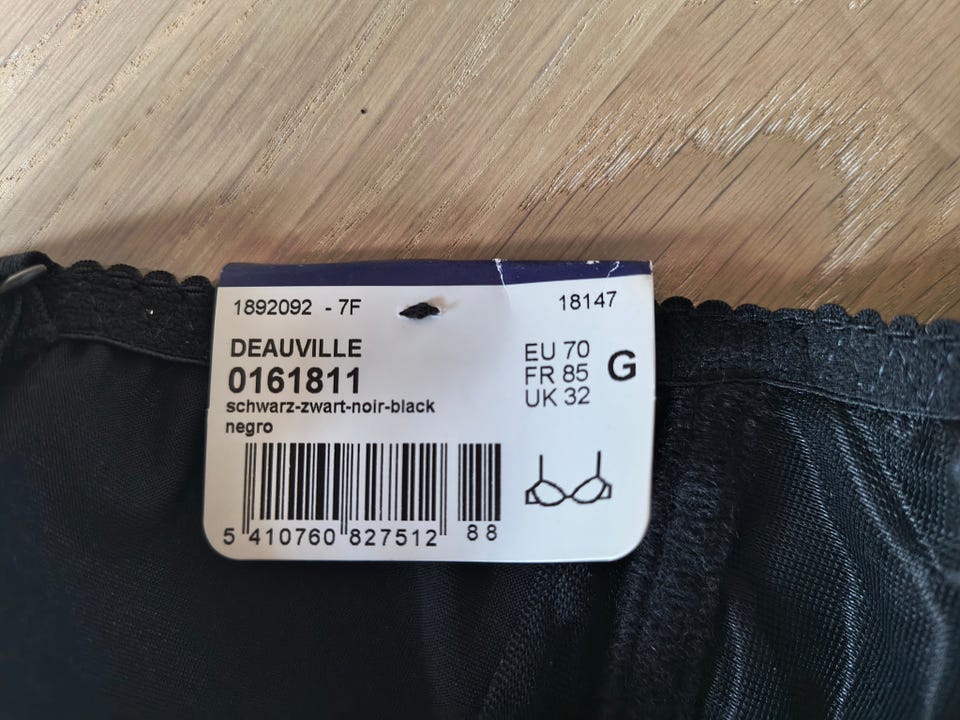 1892092 - 7F
18147
DEAUVILLE
0161811
schwarz-zwart-noir-black
negro
EU 70
FR 85
UK 32
G
5 410760 827512 88